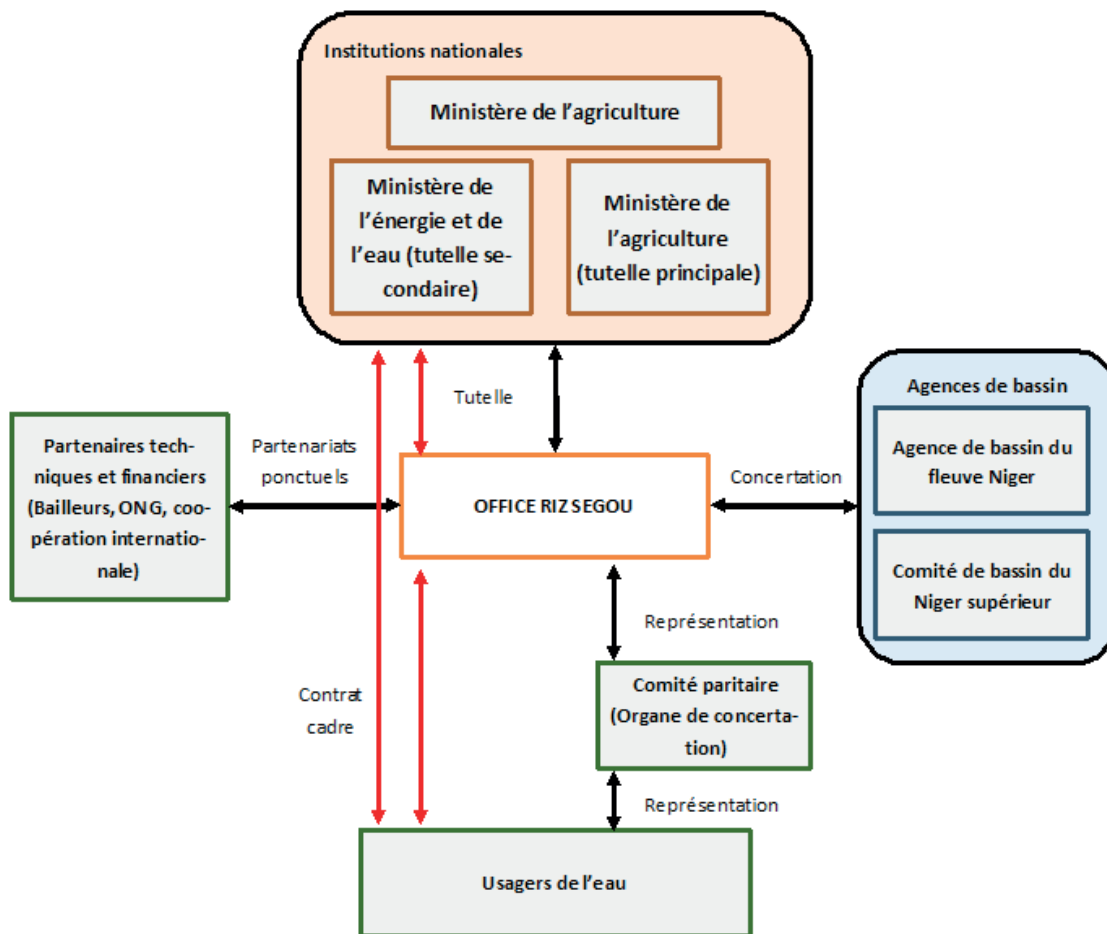 Institutions nationales
Ministère de l'agriculture
Ministère de
l'énergie et de
l'eau (tutelle se-
condaire)
Ministère de
l'agriculture
(tutelle principale)
Tutelle
Agences de bassin
Agence de bassin du
fleuve Niger
Comité de bassin du
Niger supérieur
Partenaires tech-
niques et financiers
(Bailleurs, ONG, coo-
pération internatio-
nale)
Partenariats
ponctuels
OFFICE RIZ SEGOU
Concertation
Représentation
Comité paritaire
(Organe de concerta-
tion)
Contrat
cadre
Représentation
Usagers de l'eau